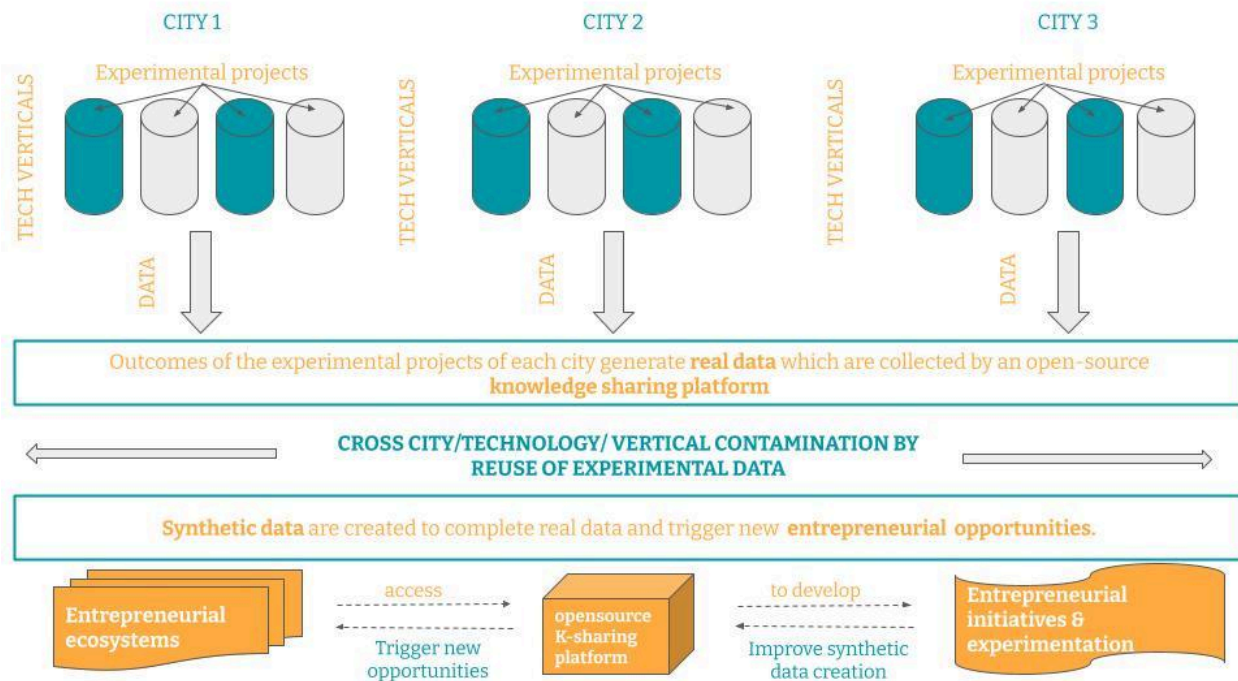 CITY 1
CITY 2
CITY 3
Experimental projects
Experimental projects
Experimental projects
TECH VERTICALS
TECH VERTICALS
TECH VERTICALS
DATA
DATA
DATA
Outcomes of the experimental projects of each city generate real data which are collected by an open-source
knowledge sharing platform
CROSS CITY/TECHNOLOGY/ VERTICAL CONTAMINATION BY
REUSE OF EXPERIMENTAL DATA
Synthetic data are created to complete real data and trigger new entrepreneurial opportunities.
Entrepreneurial
ecosystems
access
Trigger new
opportunities
opensource
K-sharing
platform
to develop
Improve synthetic
data creation
Entrepreneurial
initiatives &
experimentation